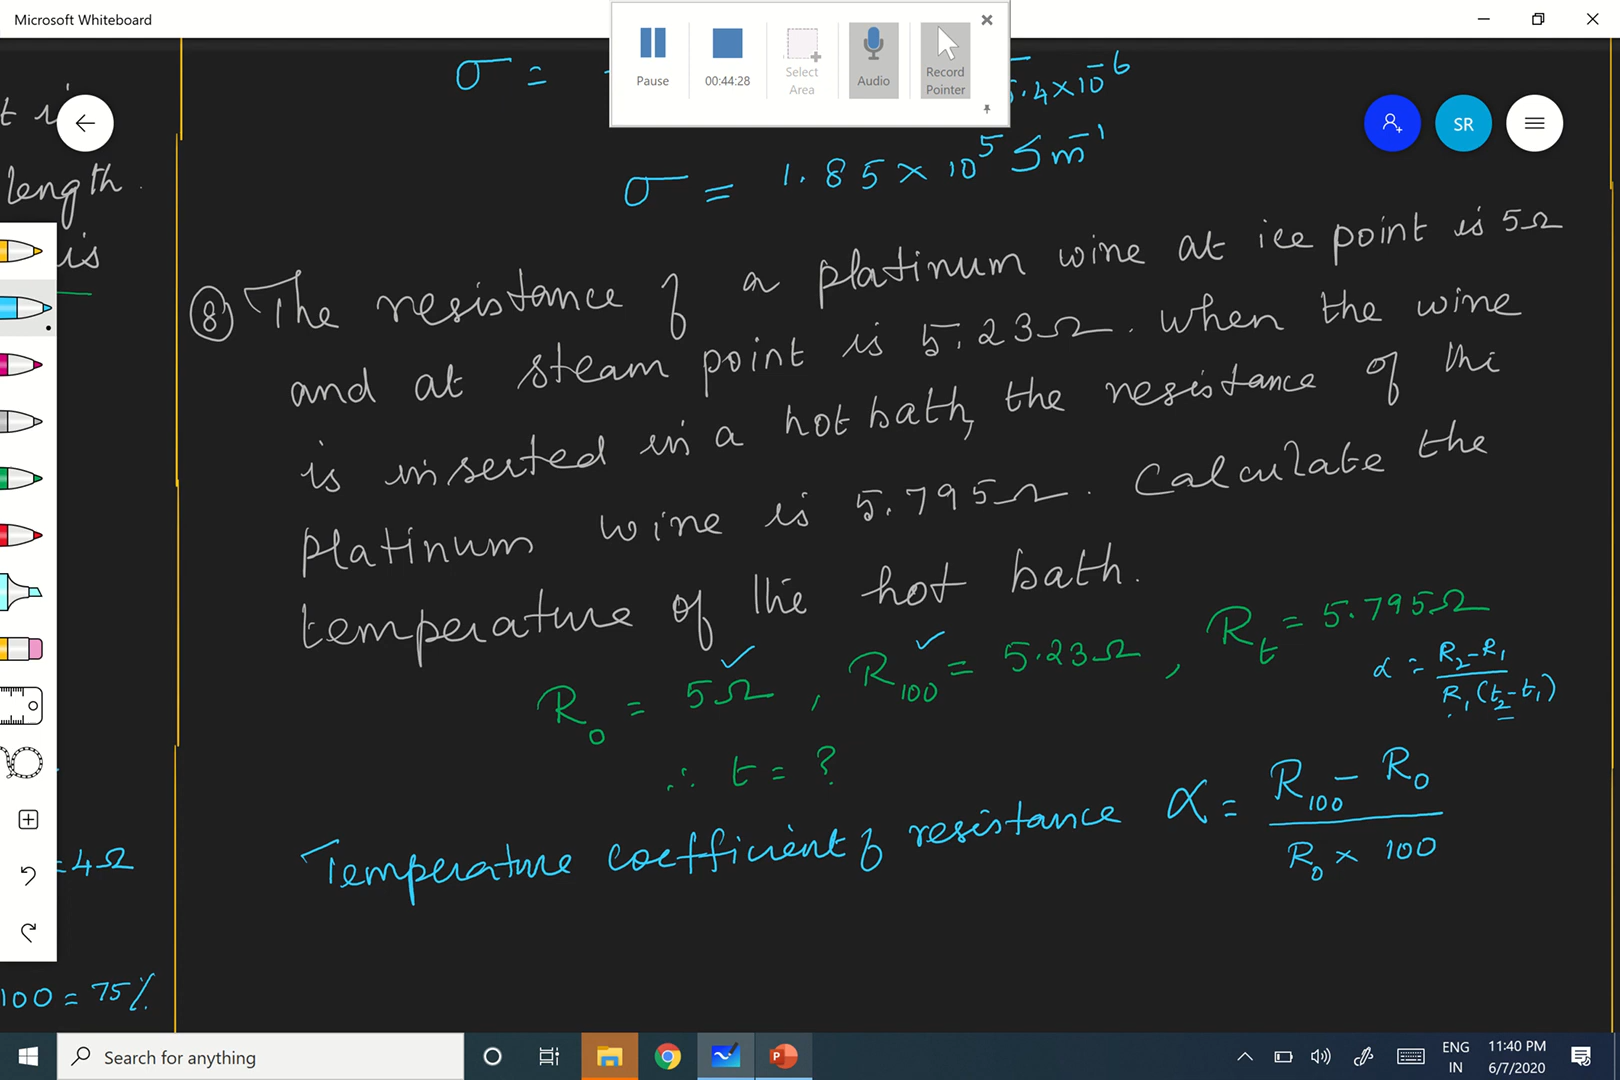 Microsoft Whiteboard
Pause
00:44:28
Select Area
Audio
Record Pointer
SR
σ =
5.4×10⁻⁶
σ = 1.85 × 10⁵ Sm⁻¹
length.
is
⑧ The resistance of a platinum wire at ice point is 5Ω
and at steam point is 5.23Ω. When the wire
is inserted in a hot bath, the resistance of the
platinum wire is 5.795Ω. Calculate the
temperature of the hot bath.
R₀ = 5Ω, R₁₀₀ = 5.23Ω, Rt = 5.795Ω
α = R₂-R₁ / R₁(t₂-t₁)
∴ t = ?
Temperature coefficient of resistance α = R₁₀₀ - R₀ / R₀ × 100
=4Ω
100 = 75%
Search for anything
ENG
IN
11:40 PM
6/7/2020